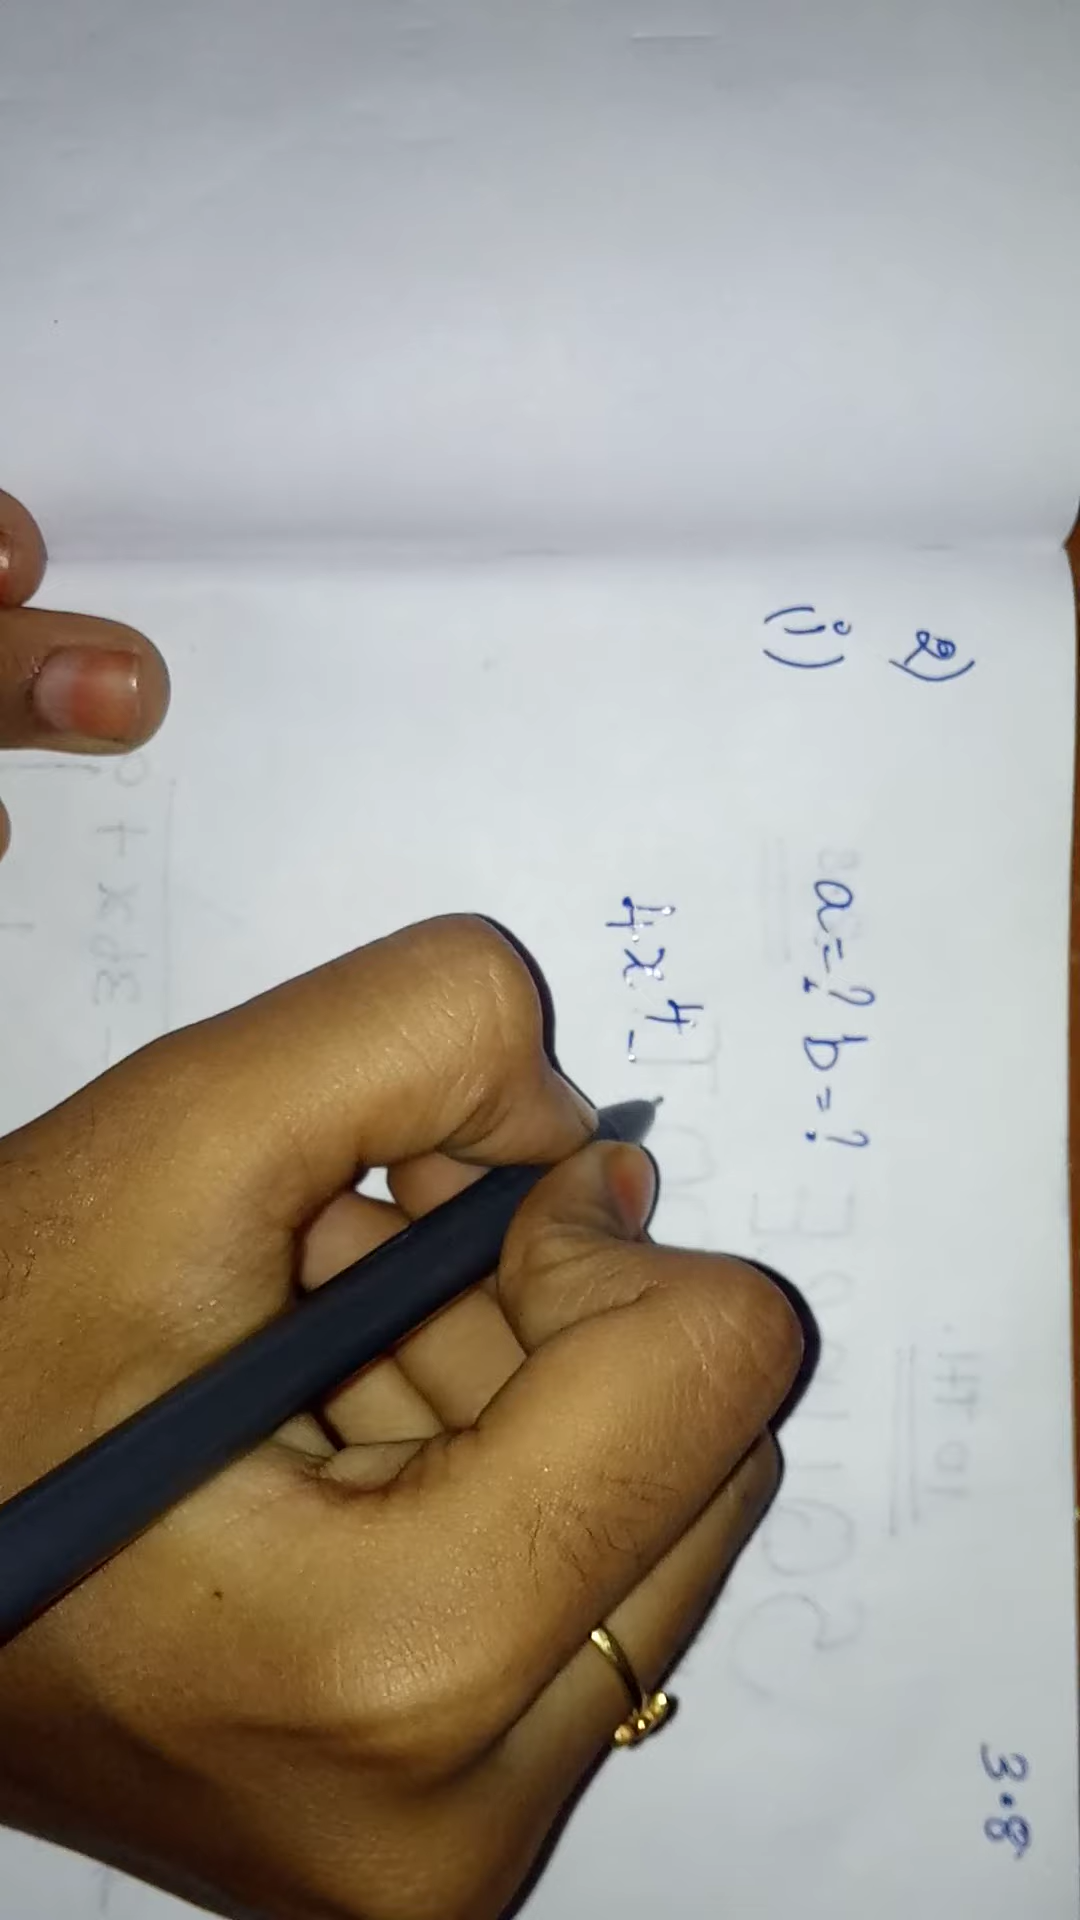 3.8
2)
(i) a=? b=?
4x⁴-